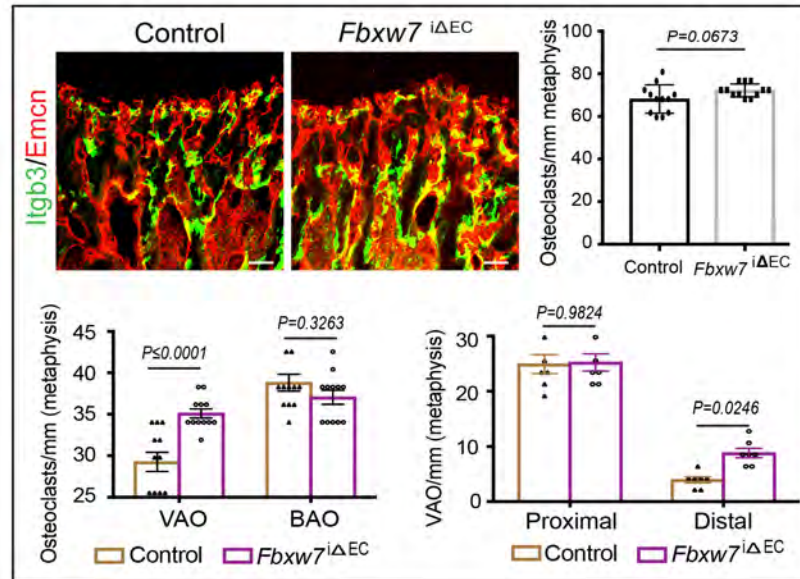 Control
Fbxw7 iΔEC
Itgb3/Emcn
Osteoclasts/mm metaphysis
100
80
60
40
20
0
P=0.0673
Control
Fbxw7 iΔEC
Osteoclasts/mm (metaphysis)
45
40
35
30
25
P≤0.0001
P=0.3263
VAO
BAO
Control
Fbxw7 iΔEC
VAO/mm (metaphysis)
30
20
10
0
P=0.9824
P=0.0246
Proximal
Distal
Control
Fbxw7 iΔEC